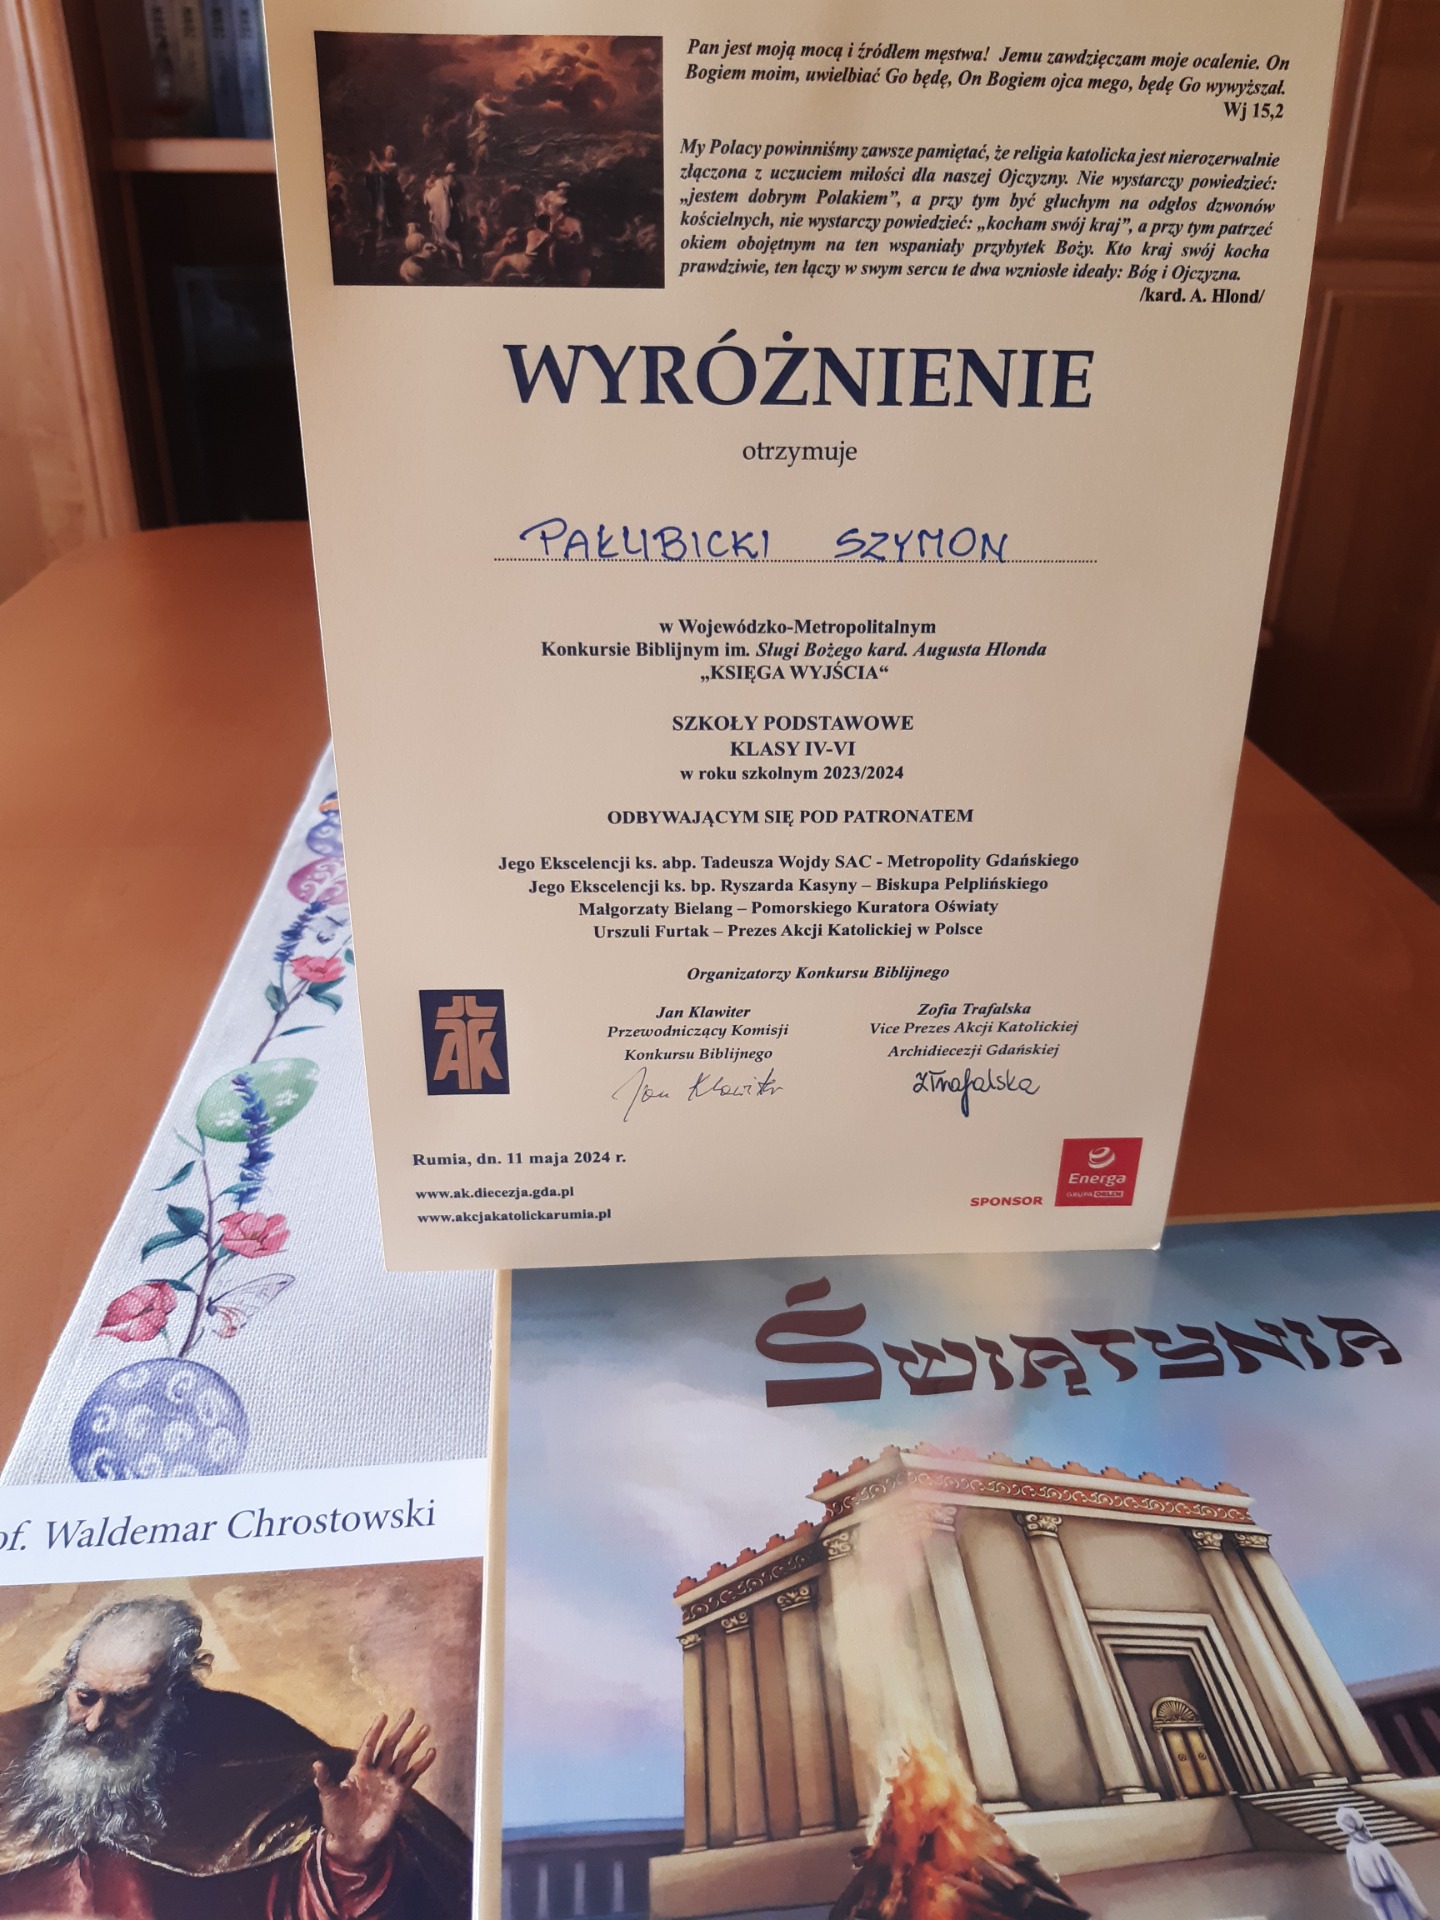 Pan jest moją mocą i źródłem męstwa! Jemu zawdzięczam moje ocalenie. On
Bogiem moim, uwielbiać Go będę, On Bogiem ojca mego, będę Go wywyższał.
Wj 15,2
My Polacy powinniśmy zawsze pamiętać, że religia katolicka jest nierozerwalnie
złączona z uczuciem miłości dla naszej Ojczyzny. Nie wystarczy powiedzieć:
„jestem dobrym Polakiem”, a przy tym być głuchym na odgłos dzwonów
kościelnych, nie wystarczy powiedzieć: „kocham swój kraj”, a przy tym patrzeć
okiem obojętnym na ten wspaniały przybytek Boży. Kto kraj swój kocha
prawdziwie, ten łączy w swym sercu te dwa wzniosłe ideały: Bóg i Ojczyzna.
/kard. A. Hlond/
WYRÓŻNIENIE
otrzymuje
PAŁUBICKI SZYMON
w Wojewódzko-Metropolitalnym
Konkursie Biblijnym im. Sługi Bożego kard. Augusta Hlonda
„KSIĘGA WYJŚCIA“
SZKOŁY PODSTAWOWE
KLASY IV-VI
w roku szkolnym 2023/2024
ODBYWAJĄCYM SIĘ POD PATRONATEM
Jego Ekscelencji ks. abp. Tadeusza Wojdy SAC - Metropolity Gdańskiego
Jego Ekscelencji ks. bp. Ryszarda Kasyny – Biskupa Pelplińskiego
Małgorzaty Bielang – Pomorskiego Kuratora Oświaty
Urszuli Furtak – Prezes Akcji Katolickiej w Polsce
Organizatorzy Konkursu Biblijnego
Jan Klawiter
Przewodniczący Komisji
Konkursu Biblijnego
Jan Klawiter
Zofia Trafalska
Vice Prezes Akcji Katolickiej
Archidiecezji Gdańskiej
ZTrafalska
AK
Rumia, dn. 11 maja 2024 r.
www.ak.diecezja.gda.pl
www.akcjakatolickarumia.pl
SPONSOR
Energa
GRUPA ORLEN
ŚWIĄTYNIA
of. Waldemar Chrostowski